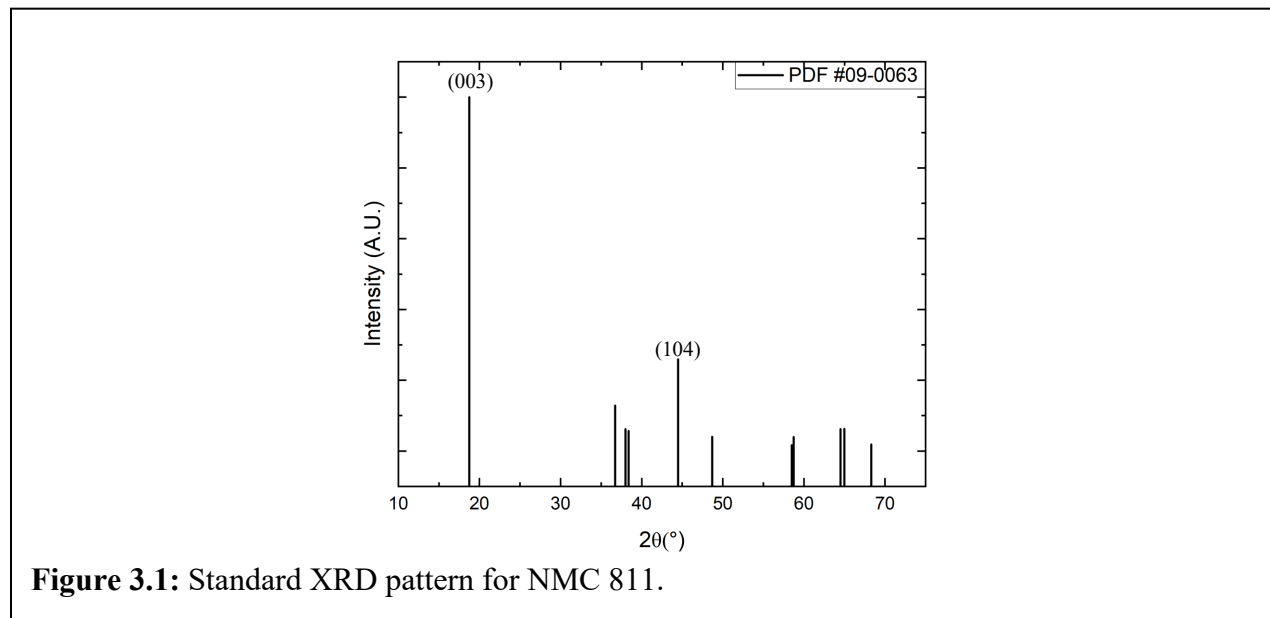 PDF #09-0063
(003)
(104)
Intensity (A.U.)
10 20 30 40 50 60 70
2θ(°)
Figure 3.1: Standard XRD pattern for NMC 811.